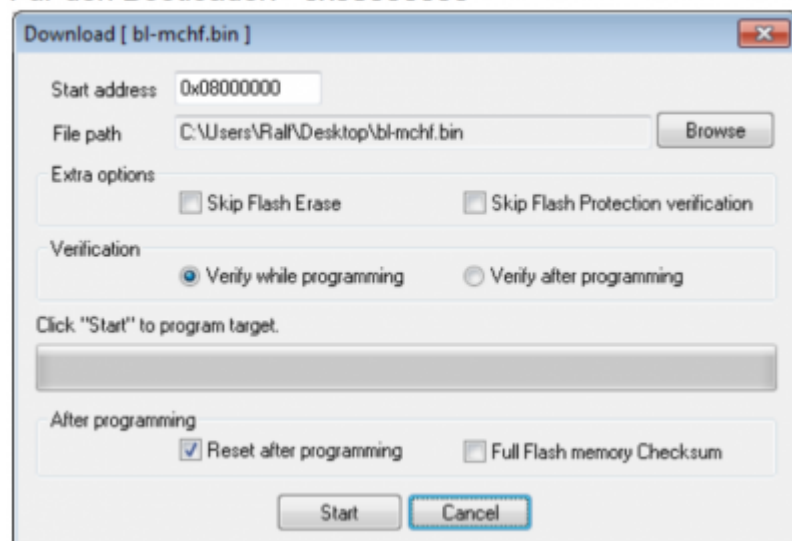 Download [ bl-mchf.bin ]
Start address 0x08000000
File path C:\Users\Ralf\Desktop\bl-mchf.bin Browse
Extra options
Skip Flash Erase Skip Flash Protection verification
Verification
Verify while programming Verify after programming
Click "Start" to program target.
After programming
Reset after programming Full Flash memory Checksum
Start Cancel